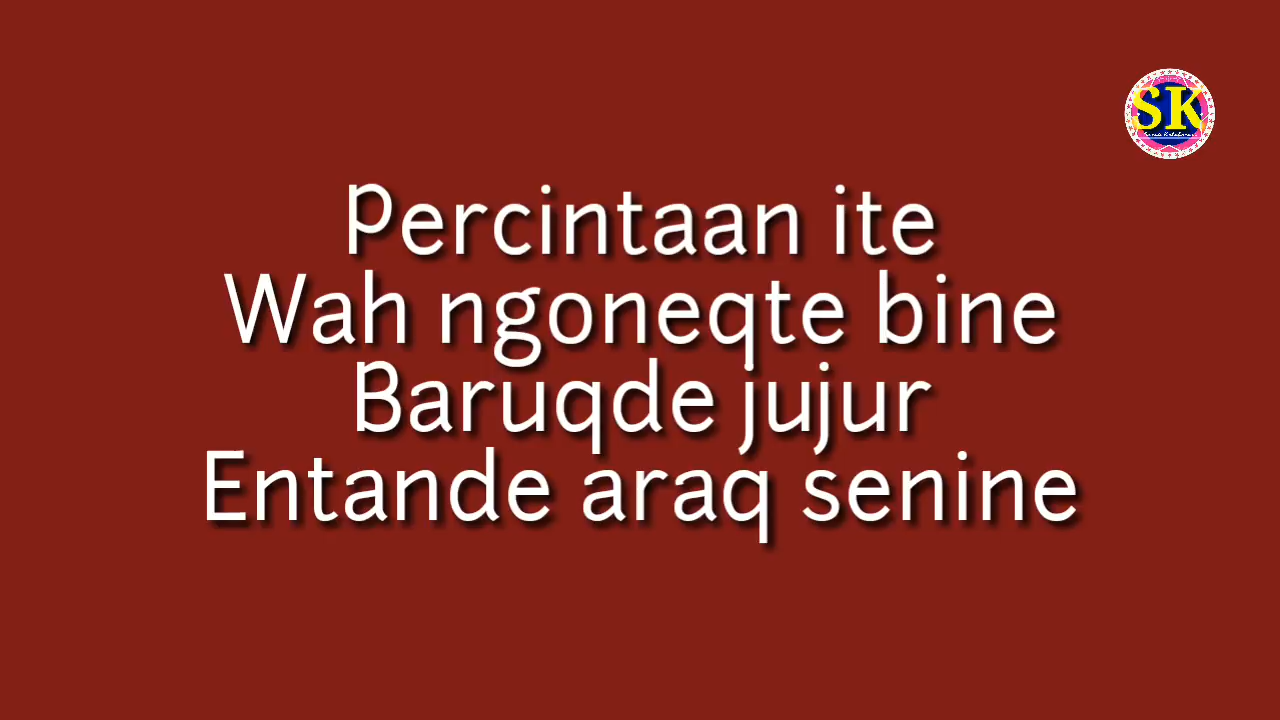 SK
Percintaan ite
Wah ngoneqte bine
Baruqde jujur
Entande araq senine